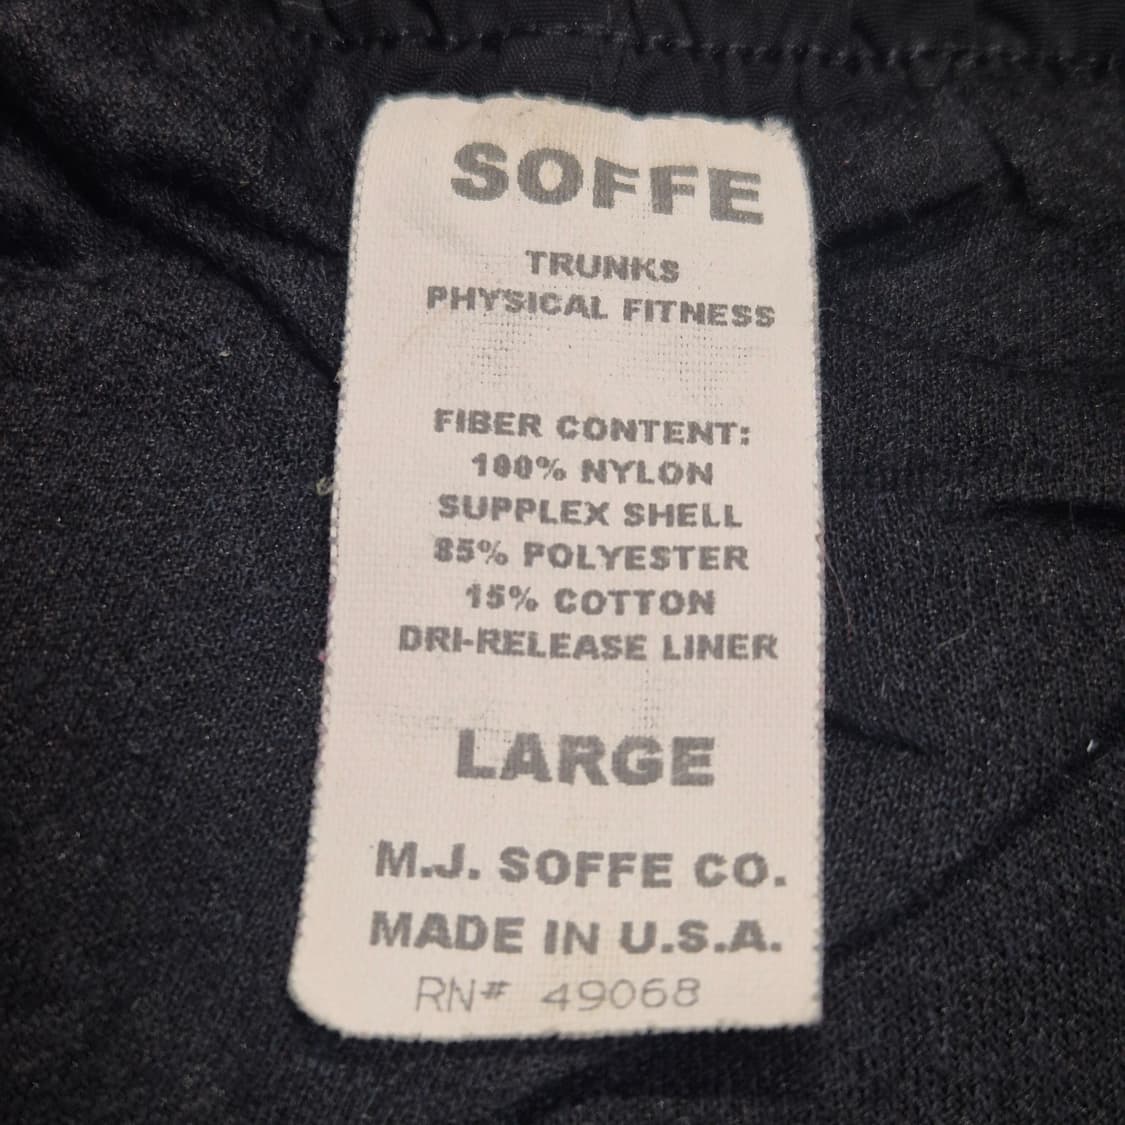 SOFFE
TRUNKS
PHYSICAL FITNESS
FIBER CONTENT:
100% NYLON
SUPPLEX SHELL
85% POLYESTER
15% COTTON
DRI-RELEASE LINER
LARGE
M.J. SOFFE CO.
MADE IN U.S.A.
RN# 49068